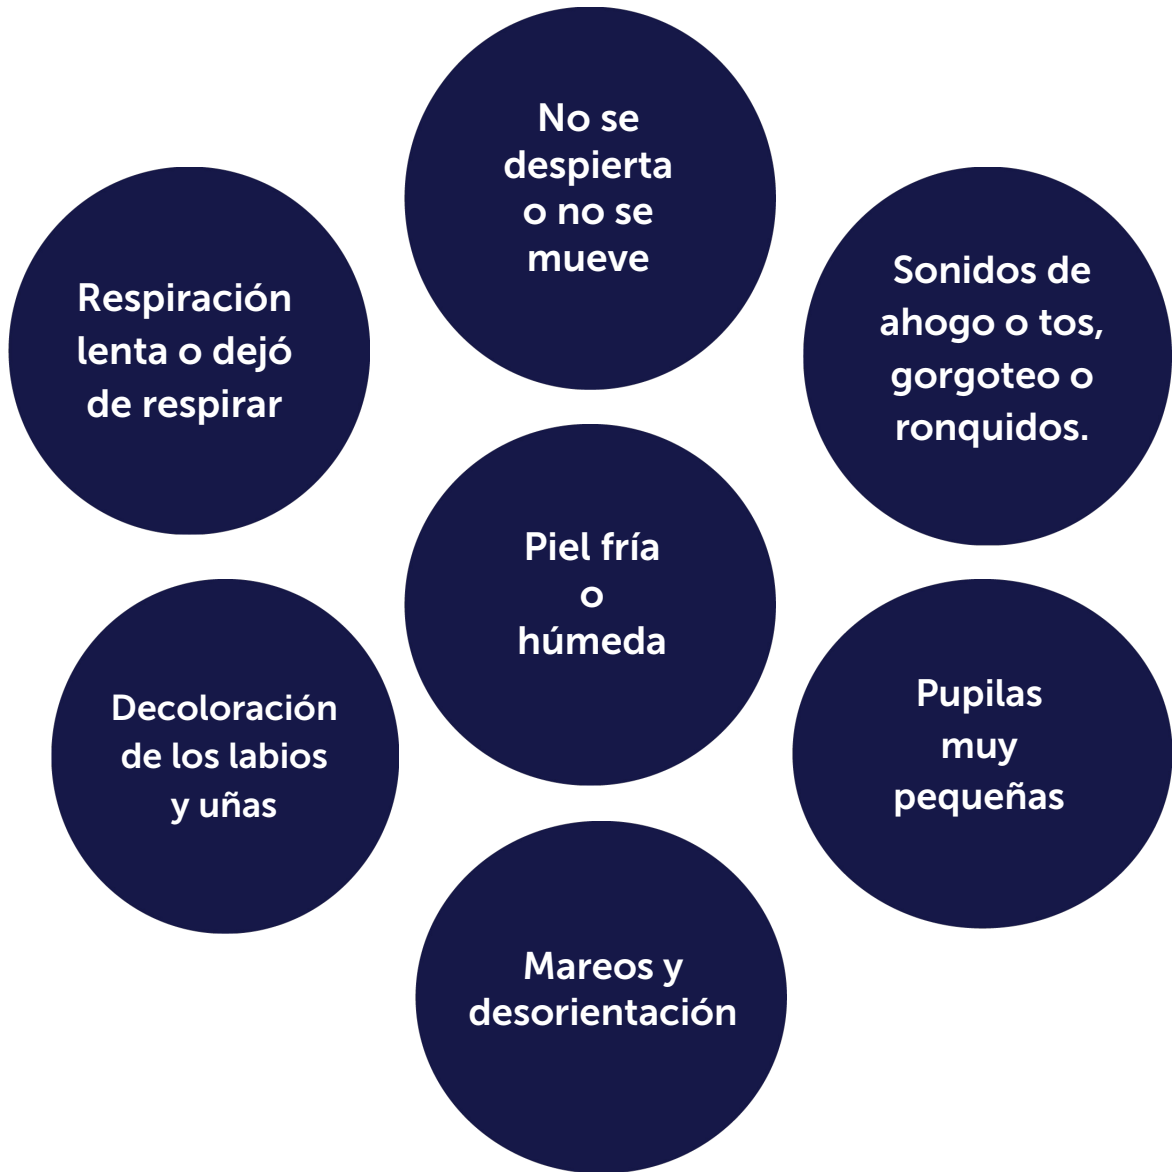 No se
despierta
o no se
mueve
Respiración
lenta o dejó
de respirar
Sonidos de
ahogo o tos,
gorgoteo o
ronquidos.
Piel fría
o
húmeda
Decoloración
de los labios
y uñas
Pupilas
muy
pequeñas
Mareos y
desorientación